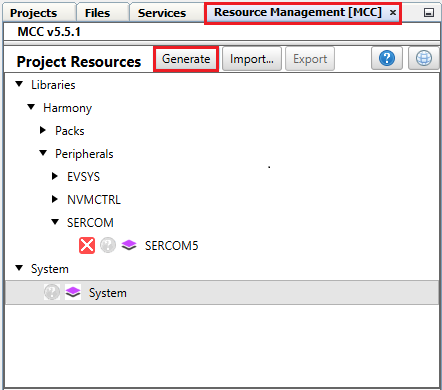 Projects Files Services Resource Management [MCC] ×
MCC v5.5.1
Project Resources Generate Import... Export ?
Libraries
Harmony
Packs
Peripherals
EVSYS
NVMCTRL
SERCOM
? SERCOM5
System
? System